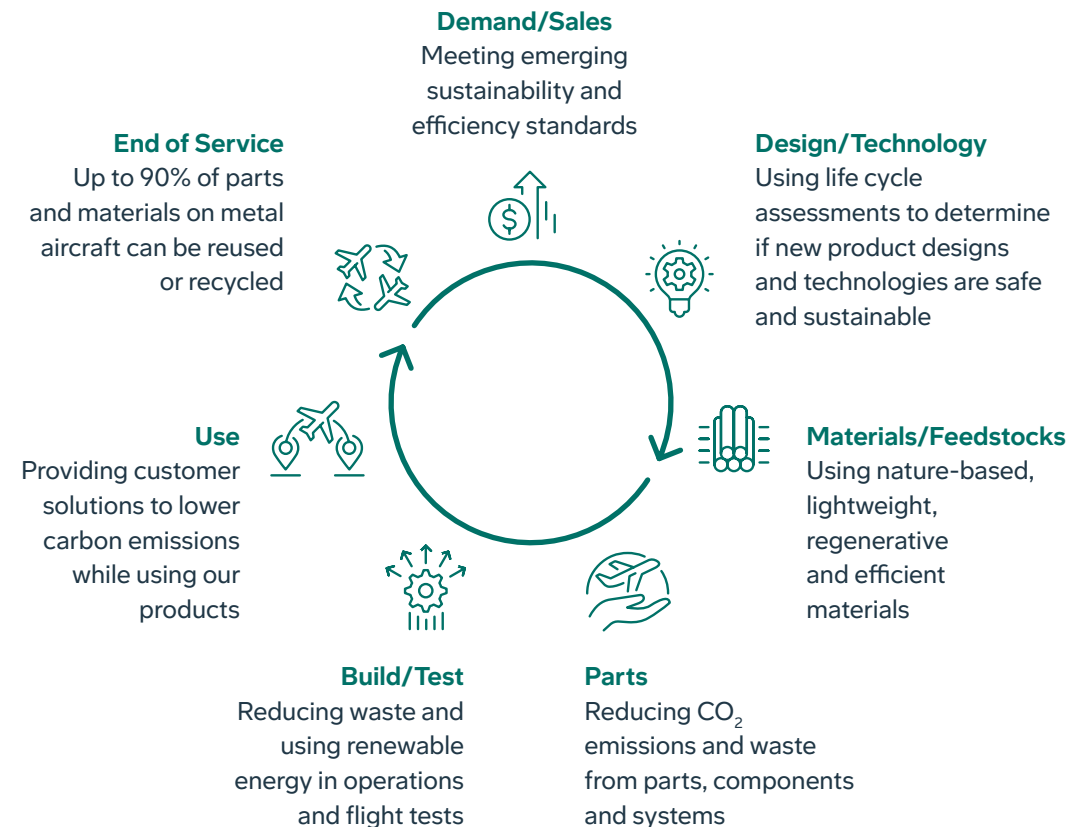 Demand/Sales
Meeting emerging
sustainability and
efficiency standards
Design/Technology
Using life cycle
assessments to determine
if new product designs
and technologies are safe
and sustainable
Materials/Feedstocks
Using nature-based,
lightweight,
regenerative
and efficient
materials
Parts
Reducing CO₂
emissions and waste
from parts, components
and systems
Build/Test
Reducing waste and
using renewable
energy in operations
and flight tests
Use
Providing customer
solutions to lower
carbon emissions
while using our
products
End of Service
Up to 90% of parts
and materials on metal
aircraft can be reused
or recycled
$